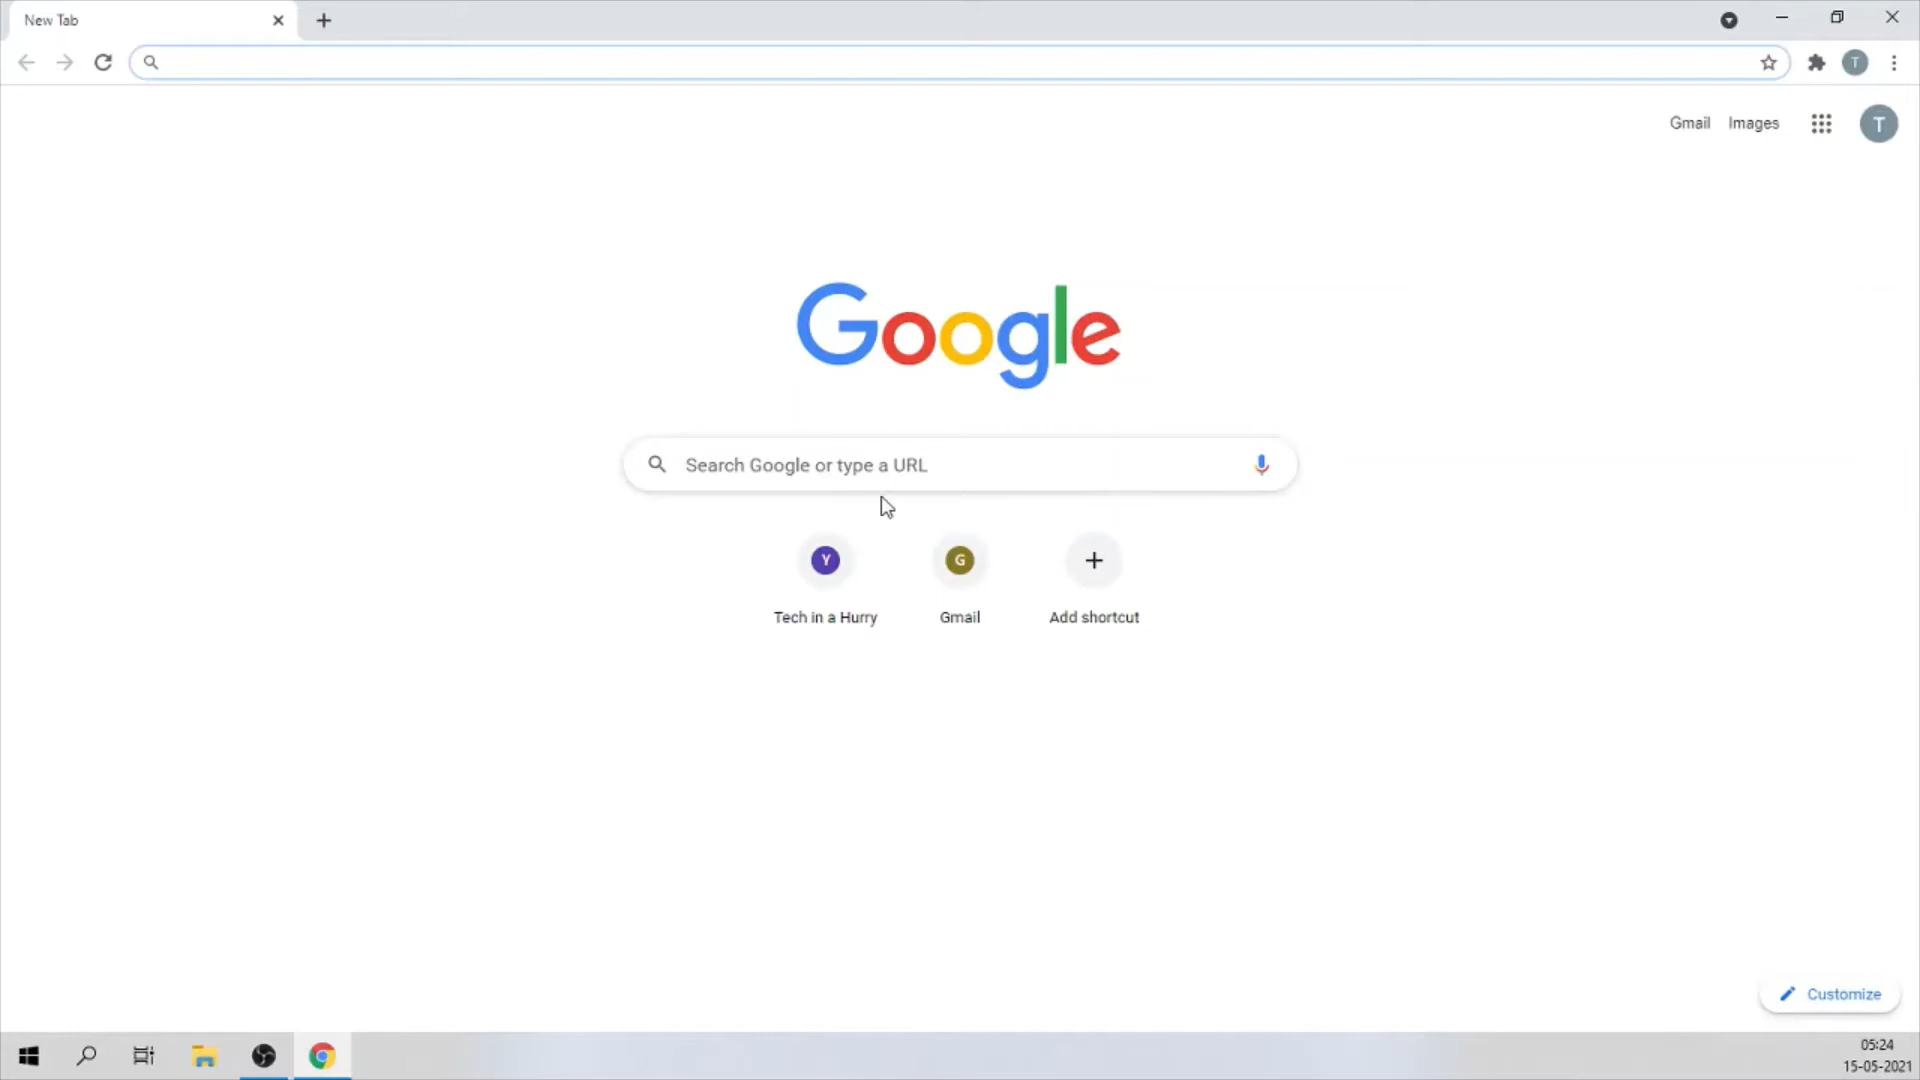 New Tab
Gmail Images
T
T
Google
Search Google or type a URL
Y
G
Tech in a Hurry
Gmail
Add shortcut
Customize
05:24
15-05-2021